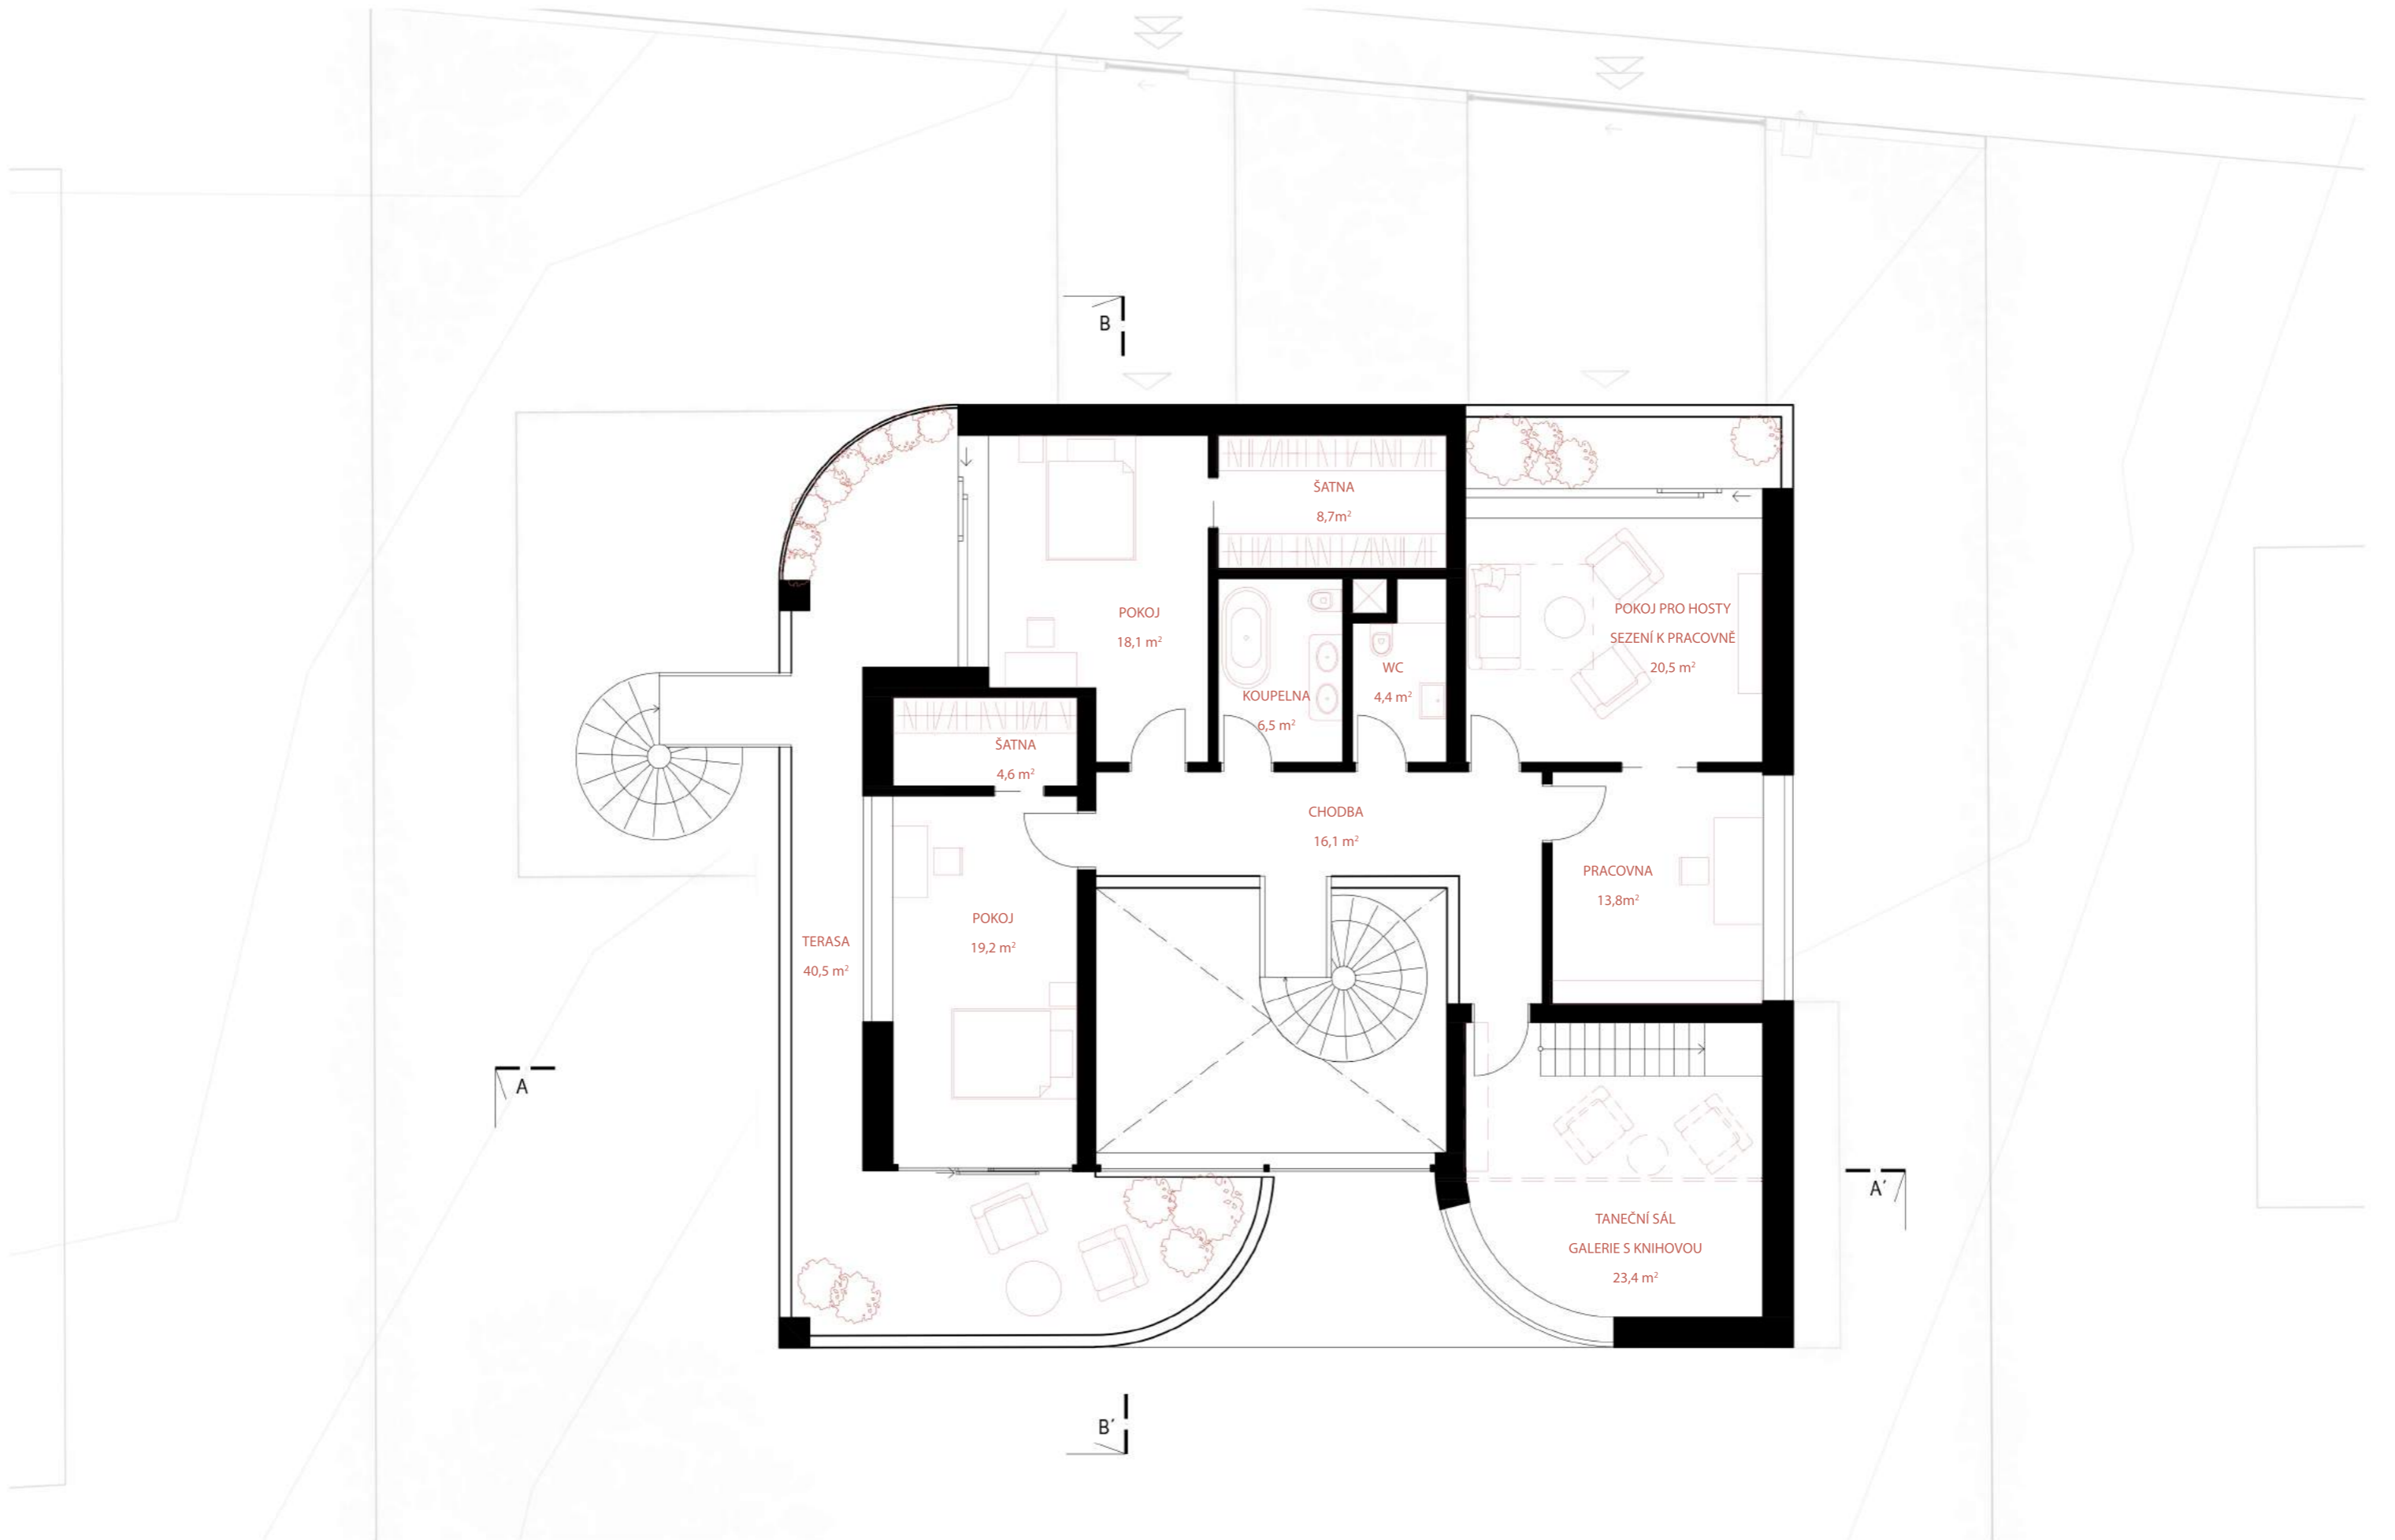 B
ŠATNA
8,7m²
POKOJ
18,1 m²
POKOJ PRO HOSTY
SEZENÍ K PRACOVNĚ
20,5 m²
WC
4,4 m²
KOUPELNA
6,5 m²
ŠATNA
4,6 m²
CHODBA
16,1 m²
PRACOVNA
13,8m²
POKOJ
19,2 m²
TERASA
40,5 m²
A
A´
TANEČNÍ SÁL
GALERIE S KNIHOVOU
23,4 m²
B´